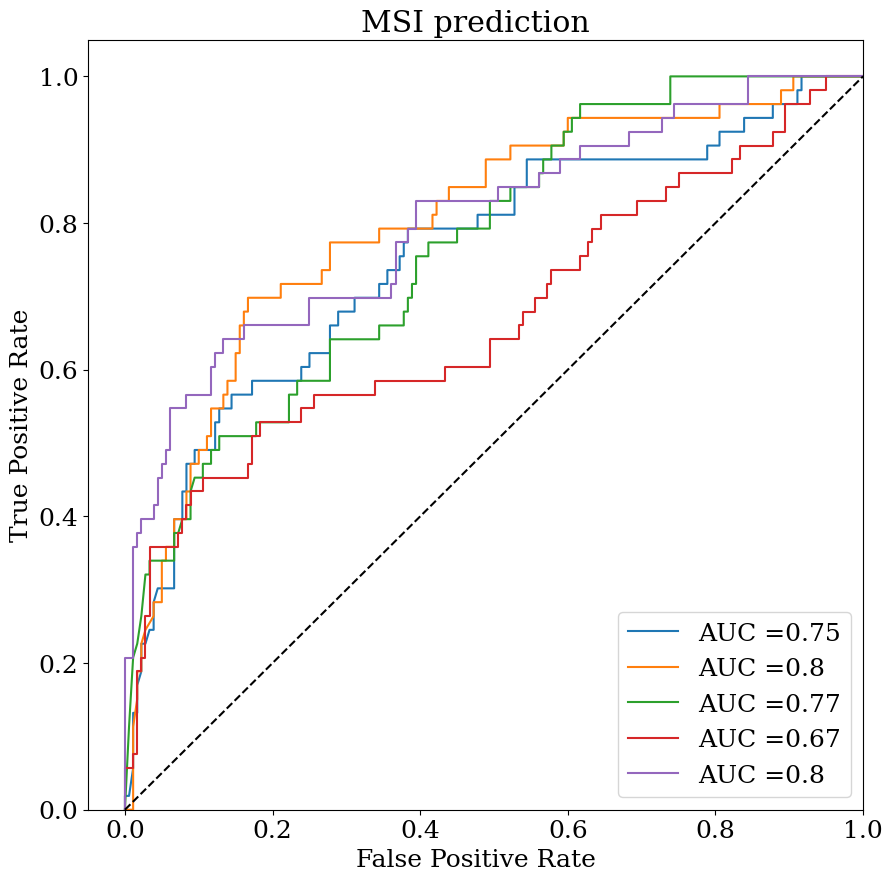 MSI prediction
True Positive Rate
1.0
0.8
0.6
0.4
0.2
0.0
0.0 0.2 0.4 0.6 0.8 1.0
False Positive Rate
AUC =0.75
AUC =0.8
AUC =0.77
AUC =0.67
AUC =0.8